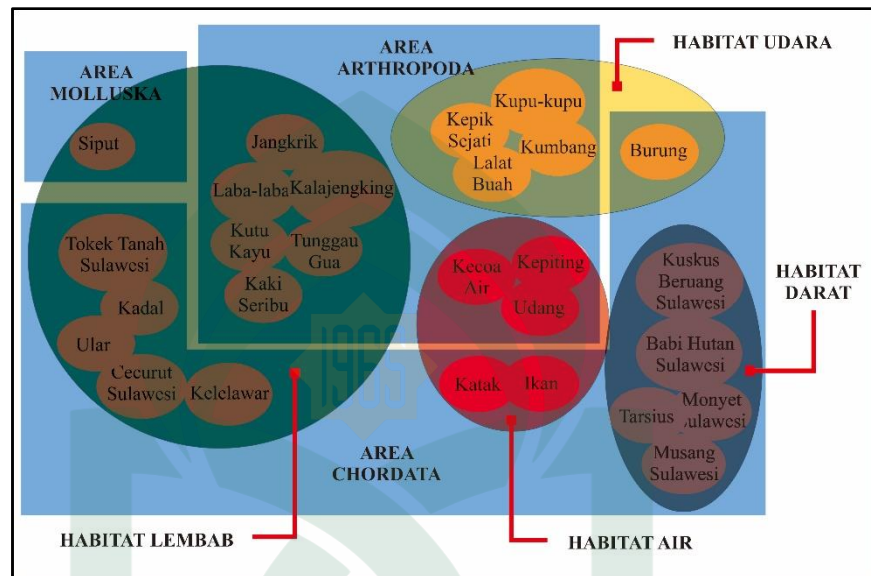 AREA
MOLLUSKA
AREA
ARTHROPODA
HABITAT UDARA
Siput
Jangkrik
Laba-laba
Kalajengking
Kutu
Kayu
Tunggau
Gua
Kaki
Seribu
Kupu-kupu
Kepik
Sejati
Kumbang
Lalat
Buah
Burung
Tokek Tanah
Sulawesi
Kadal
Ular
Cecurut
Sulawesi
Kelelawar
Kecoa
Air
Kepiting
Udang
Katak
Ikan
Kuskus
Beruang
Sulawesi
Babi Hutan
Sulawesi
Tarsius
Monyet
ulawesi
Musang
Sulawesi
HABITAT
DARAT
AREA
CHORDATA
HABITAT LEMBAB
HABITAT AIR
1965